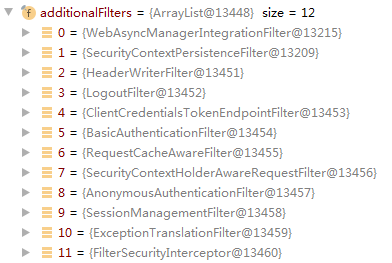 additionalFilters = {ArrayList@13448} size = 12
0 = {WebAsyncManagerIntegrationFilter@13215}
1 = {SecurityContextPersistenceFilter@13209}
2 = {HeaderWriterFilter@13451}
3 = {LogoutFilter@13452}
4 = {ClientCredentialsTokenEndpointFilter@13453}
5 = {BasicAuthenticationFilter@13454}
6 = {RequestCacheAwareFilter@13455}
7 = {SecurityContextHolderAwareRequestFilter@13456}
8 = {AnonymousAuthenticationFilter@13457}
9 = {SessionManagementFilter@13458}
10 = {ExceptionTranslationFilter@13459}
11 = {FilterSecurityInterceptor@13460}